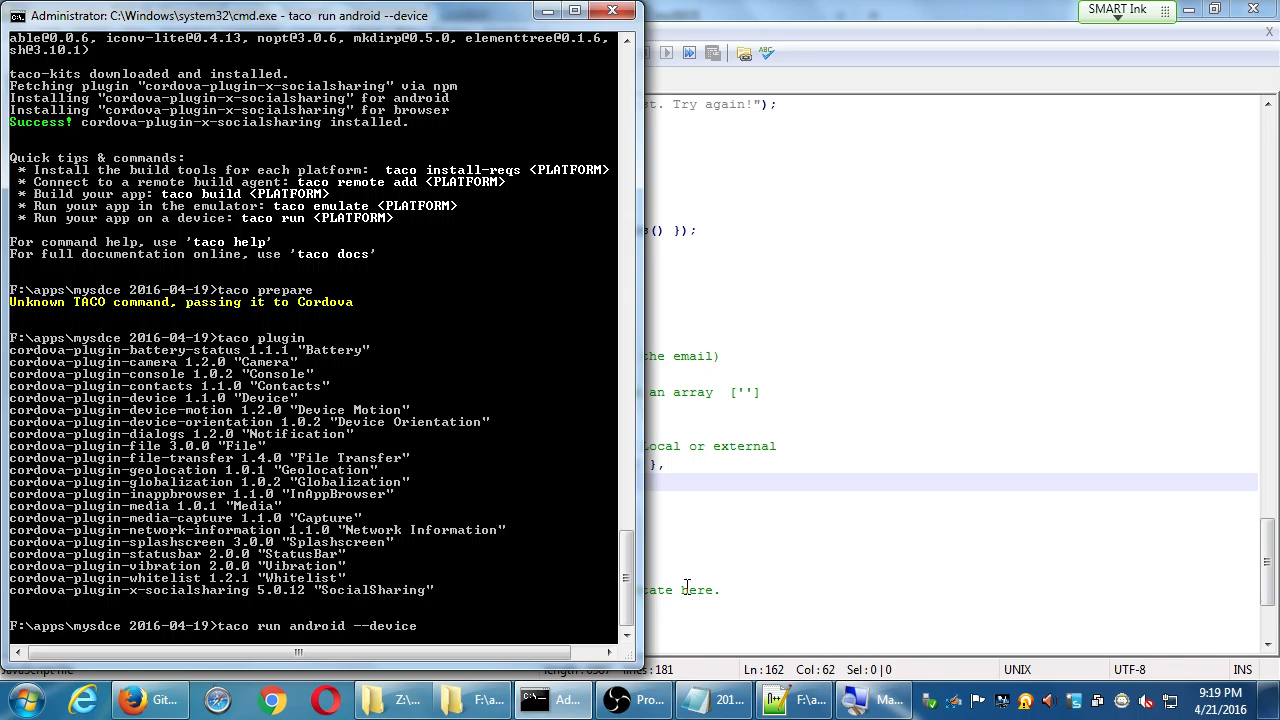 Administrator: C:\Windows\system32\cmd.exe - taco run android --device
SMART Ink
able@0.0.6, iconv-lite@0.4.13, nopt@3.0.6, mkdirp@0.5.0, elementtree@0.1.6,
sh@3.10.1)
taco-kits downloaded and installed.
Fetching plugin "cordova-plugin-x-socialsharing" via npm
Installing "cordova-plugin-x-socialsharing" for android
Installing "cordova-plugin-x-socialsharing" for browser
Success! cordova-plugin-x-socialsharing installed.
Quick tips & commands:
* Install the build tools for each platform: taco install-reqs <PLATFORM>
* Connect to a remote build agent: taco remote add <PLATFORM>
* Build your app: taco build <PLATFORM>
* Run your app in the emulator: taco emulate <PLATFORM>
* Run your app on a device: taco run <PLATFORM>
For command help, use 'taco help'
For full documentation online, use 'taco docs'
F:\apps\mysdce 2016-04-19>taco prepare
Unknown TACO command, passing it to Cordova
F:\apps\mysdce 2016-04-19>taco plugin
cordova-plugin-battery-status 1.1.1 "Battery"
cordova-plugin-camera 1.2.0 "Camera"
cordova-plugin-console 1.0.2 "Console"
cordova-plugin-contacts 1.1.0 "Contacts"
cordova-plugin-device 1.1.0 "Device"
cordova-plugin-device-motion 1.2.0 "Device Motion"
cordova-plugin-device-orientation 1.0.2 "Device Orientation"
cordova-plugin-dialogs 1.2.0 "Notification"
cordova-plugin-file 3.0.0 "File"
cordova-plugin-file-transfer 1.4.0 "File Transfer"
cordova-plugin-geolocation 1.0.1 "Geolocation"
cordova-plugin-globalization 1.0.2 "Globalization"
cordova-plugin-inappbrowser 1.1.0 "InAppBrowser"
cordova-plugin-media 1.0.1 "Media"
cordova-plugin-media-capture 1.1.0 "Capture"
cordova-plugin-network-information 1.1.0 "Network Information"
cordova-plugin-splashscreen 3.0.0 "Splashscreen"
cordova-plugin-statusbar 2.0.0 "StatusBar"
cordova-plugin-vibration 2.0.0 "Vibration"
cordova-plugin-whitelist 1.2.1 "Whitelist"
cordova-plugin-x-socialsharing 5.0.12 "SocialSharing"
F:\apps\mysdce 2016-04-19>taco run android --device
ABC
st. Try again!");
s() });
the email)
an array ['']
local or external
},
tate here.
lines:181
Ln:162 Col:62 Sel:0|0
UNIX
UTF-8
INS
Git...
Z:\...
F:\a...
Ad...
Pro...
201...
F:\a...
Ma...
9:19 PM
4/21/2016